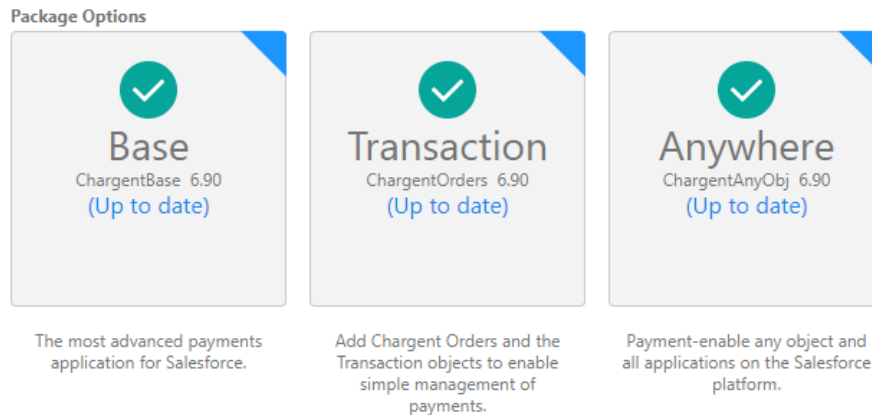 Package Options
Base
ChargentBase 6.90
(Up to date)
The most advanced payments
application for Salesforce.
Transaction
ChargentOrders 6.90
(Up to date)
Add Chargent Orders and the
Transaction objects to enable
simple management of
payments.
Anywhere
ChargentAnyObj 6.90
(Up to date)
Payment-enable any object and
all applications on the Salesforce
platform.